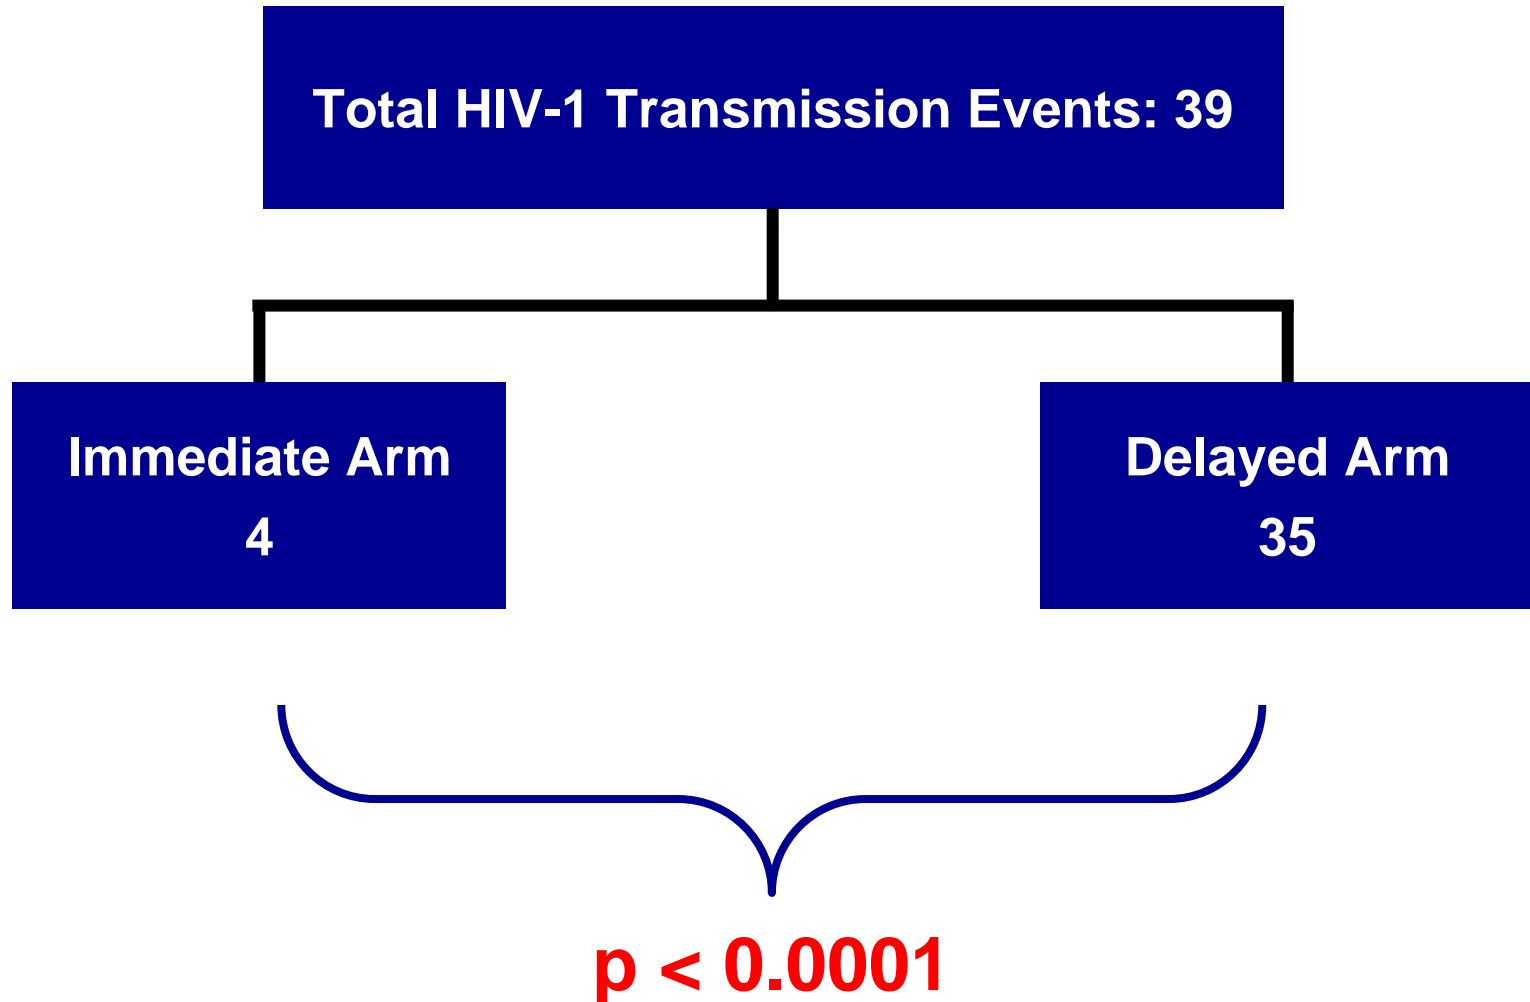 Total HIV-1 Transmission Events: 39
Immediate Arm
4
Delayed Arm
35
p < 0.0001